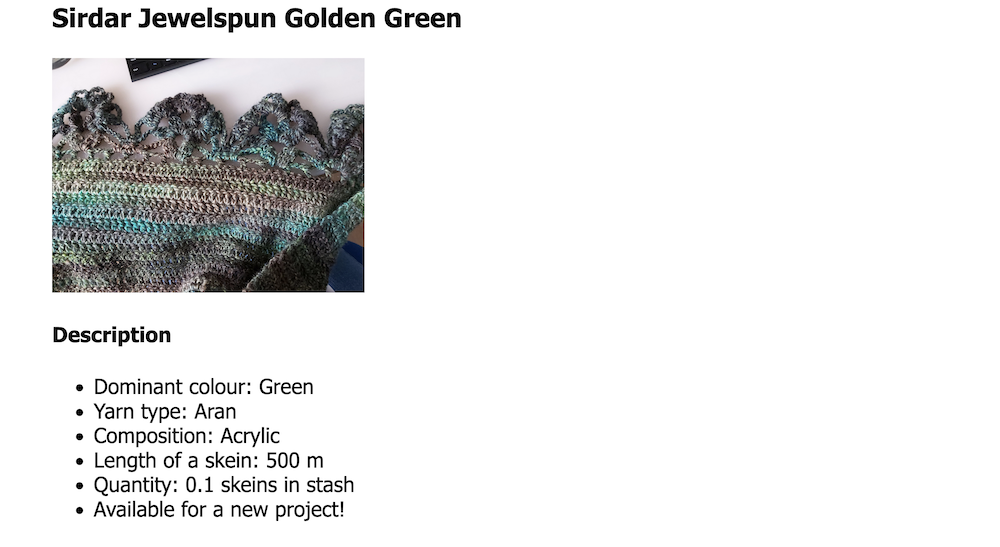 Sirdar Jewelspun Golden Green
Description
• Dominant colour: Green
• Yarn type: Aran
• Composition: Acrylic
• Length of a skein: 500 m
• Quantity: 0.1 skeins in stash
• Available for a new project!